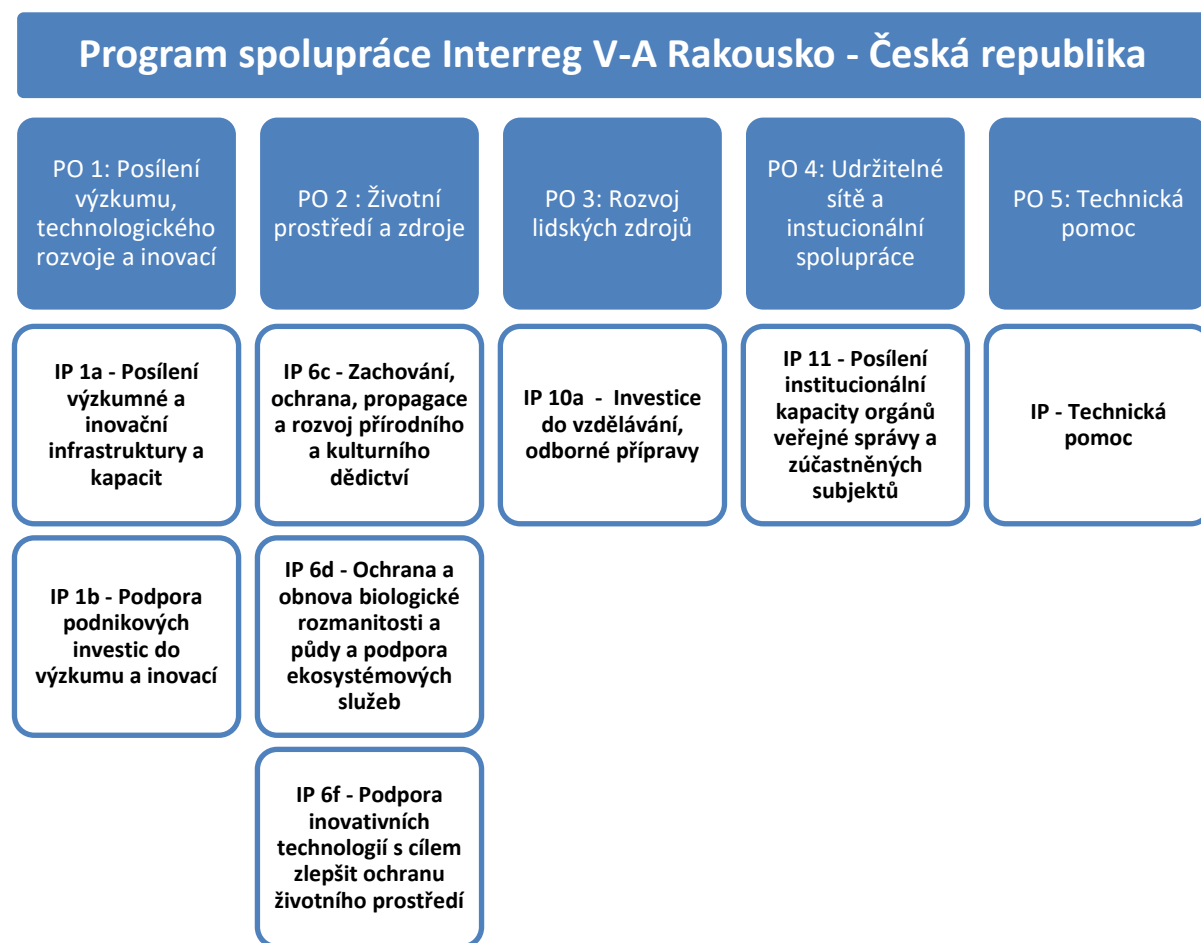 Program spolupráce Interreg V-A Rakousko - Česká republika
PO 1: Posílení
výzkumu,
technologického
rozvoje a inovací
PO 2 : Životní
prostředí a zdroje
PO 3: Rozvoj
lidských zdrojů
PO 4: Udržitelné
sítě a
instucionální
spolupráce
PO 5: Technická
pomoc
IP 1a - Posílení
výzkumné a
inovační
infrastruktury a
kapacit
IP 6c - Zachování,
ochrana, propagace
a rozvoj přírodního
a kulturního
dědictví
IP 10a - Investice
do vzdělávání,
odborné přípravy
IP 11 - Posílení
institucionální
kapacity orgánů
veřejné správy a
zúčastněných
subjektů
IP - Technická
pomoc
IP 1b - Podpora
podnikových
investic do
výzkumu a inovací
IP 6d - Ochrana a
obnova biologické
rozmanitosti a
půdy a podpora
ekosystémových
služeb
IP 6f - Podpora
inovativních
technologií s cílem
zlepšit ochranu
životního prostředí